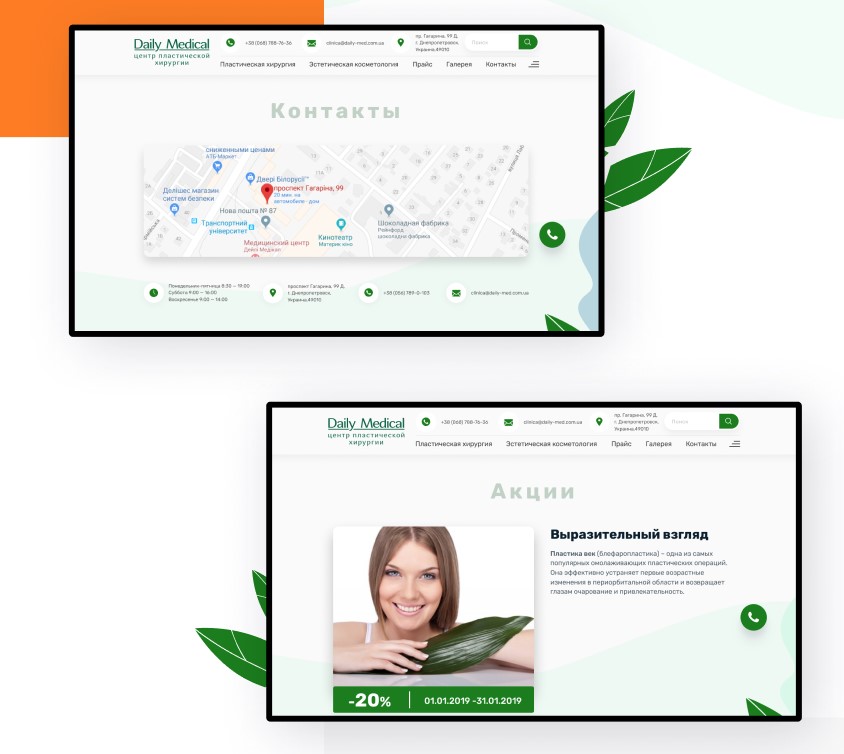 Daily Medical
центр пластической
хирургии
+38 (068) 788-76-36
clinica@daily-med.com.ua
пр. Гагарина, 99 Д,
г. Днепропетровск,
Украина,49010
Поиск
Пластическая хирургия
Эстетическая косметология
Прайс
Галерея
Контакты
Контакты
сниженными ценами
АТБ-Маркет
Двері Білорусії™
Делішес магазин
систем безпеки
проспект Гагаріна, 99
20 мин. на
автомобиле · дом
Нова пошта № 87
Транспортний
університет
Шоколадная фабрика
Рейнфорд
шоколадна фабрика
Кинотеатр
Материк кіно
Медицинский центр
Дейлі Медікал
Понедельник-пятница 8:30 – 19:00
Суббота 9:00 – 16:00
Воскресенье 9:00 – 14:00
проспект Гагарина, 99 Д,
г. Днепропетровск,
Украина,49010
+38 (056) 789-0-103
clinica@daily-med.com.ua
Daily Medical
центр пластической
хирургии
+38 (068) 788-76-36
clinica@daily-med.com.ua
пр. Гагарина, 99 Д,
г. Днепропетровск,
Украина,49010
Поиск
Пластическая хирургия
Эстетическая косметология
Прайс
Галерея
Контакты
Акции
Выразительный взгляд
Пластика век (блефаропластика) – одна из самых
популярных омолаживающих пластических операций.
Она эффективно устраняет первые возрастные
изменения в периорбитальной области и возвращает
глазам очарование и привлекательность.
-20%
01.01.2019 -31.01.2019